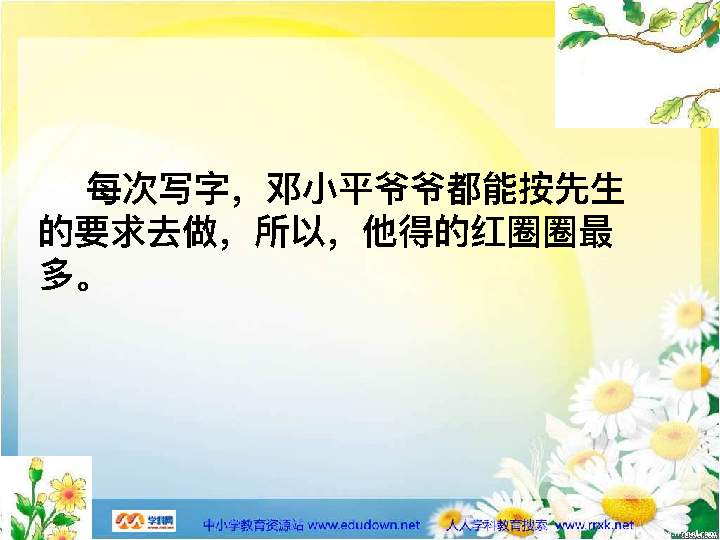 每次写字，邓小平爷爷都能按先生
的要求去做，所以，他得的红圈圈最
多。
学科网
中小学教育资源站 www.edudown.net 人人学科教育搜索 www.rrxk.net